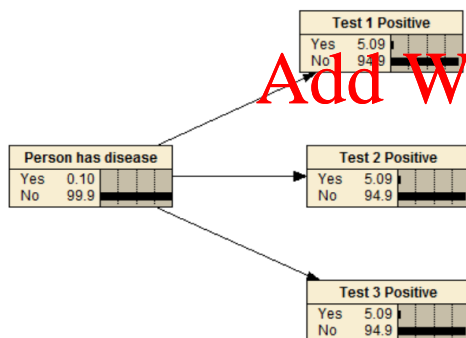 Test 1 Positive
Yes 5.09
No 94.9
Add W
Person has disease
Yes 0.10
No 99.9
Test 2 Positive
Yes 5.09
No 94.9
Test 3 Positive
Yes 5.09
No 94.9